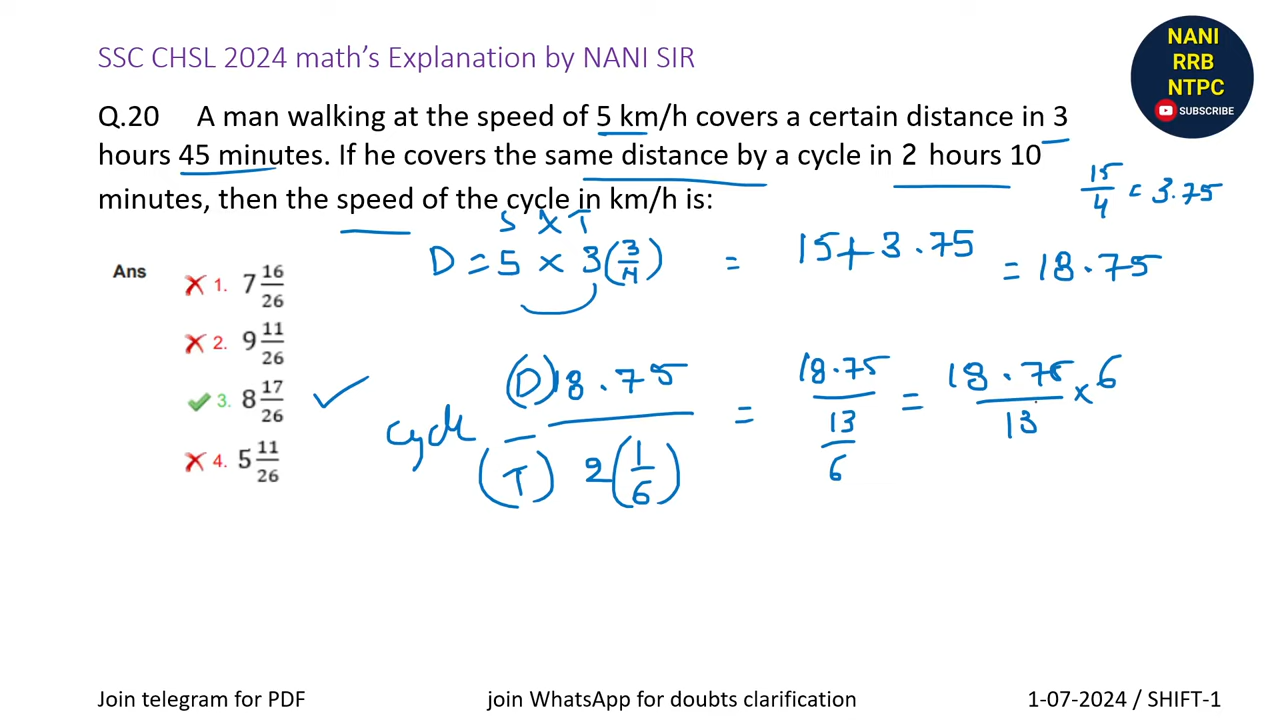 SSC CHSL 2024 math's Explanation by NANI SIR
NANI
RRB
NTPC
SUBSCRIBE
Q.20 A man walking at the speed of 5 km/h covers a certain distance in 3
hours 45 minutes. If he covers the same distance by a cycle in 2 hours 10
minutes, then the speed of the cycle in km/h is:
15/4 = 3.75
S × T
D = 5 × 3(3/4) = 15 + 3.75 = 18.75
Ans
1. 7 16/26
2. 9 11/26
3. 8 17/26
4. 5 11/26
cycle (D)/(T) 18.75/2(1/6) = 18.75/13/6 = 18.75/13 × 6
Join telegram for PDF
join WhatsApp for doubts clarification
1-07-2024 / SHIFT-1